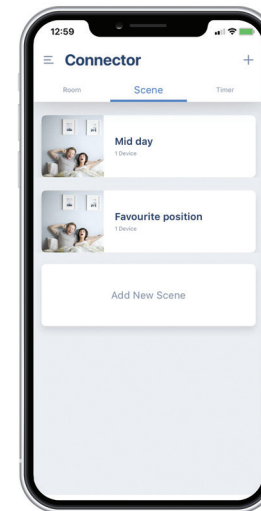 12:59
Connector
Room Scene Timer
Mid day
1 Device
Favourite position
1 Device
Add New Scene